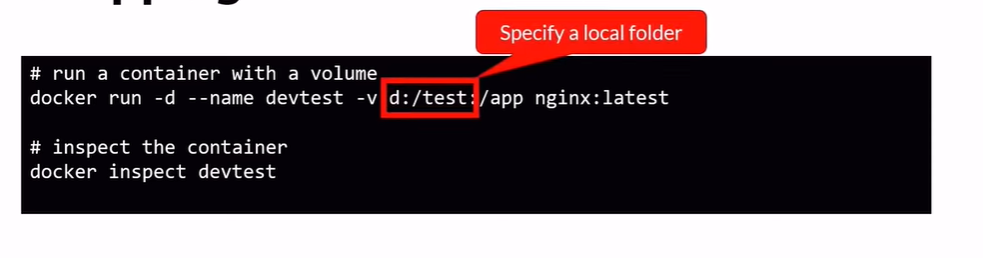 Specify a local folder
# run a container with a volume
docker run -d --name devtest -v d:/test:/app nginx:latest
# inspect the container
docker inspect devtest